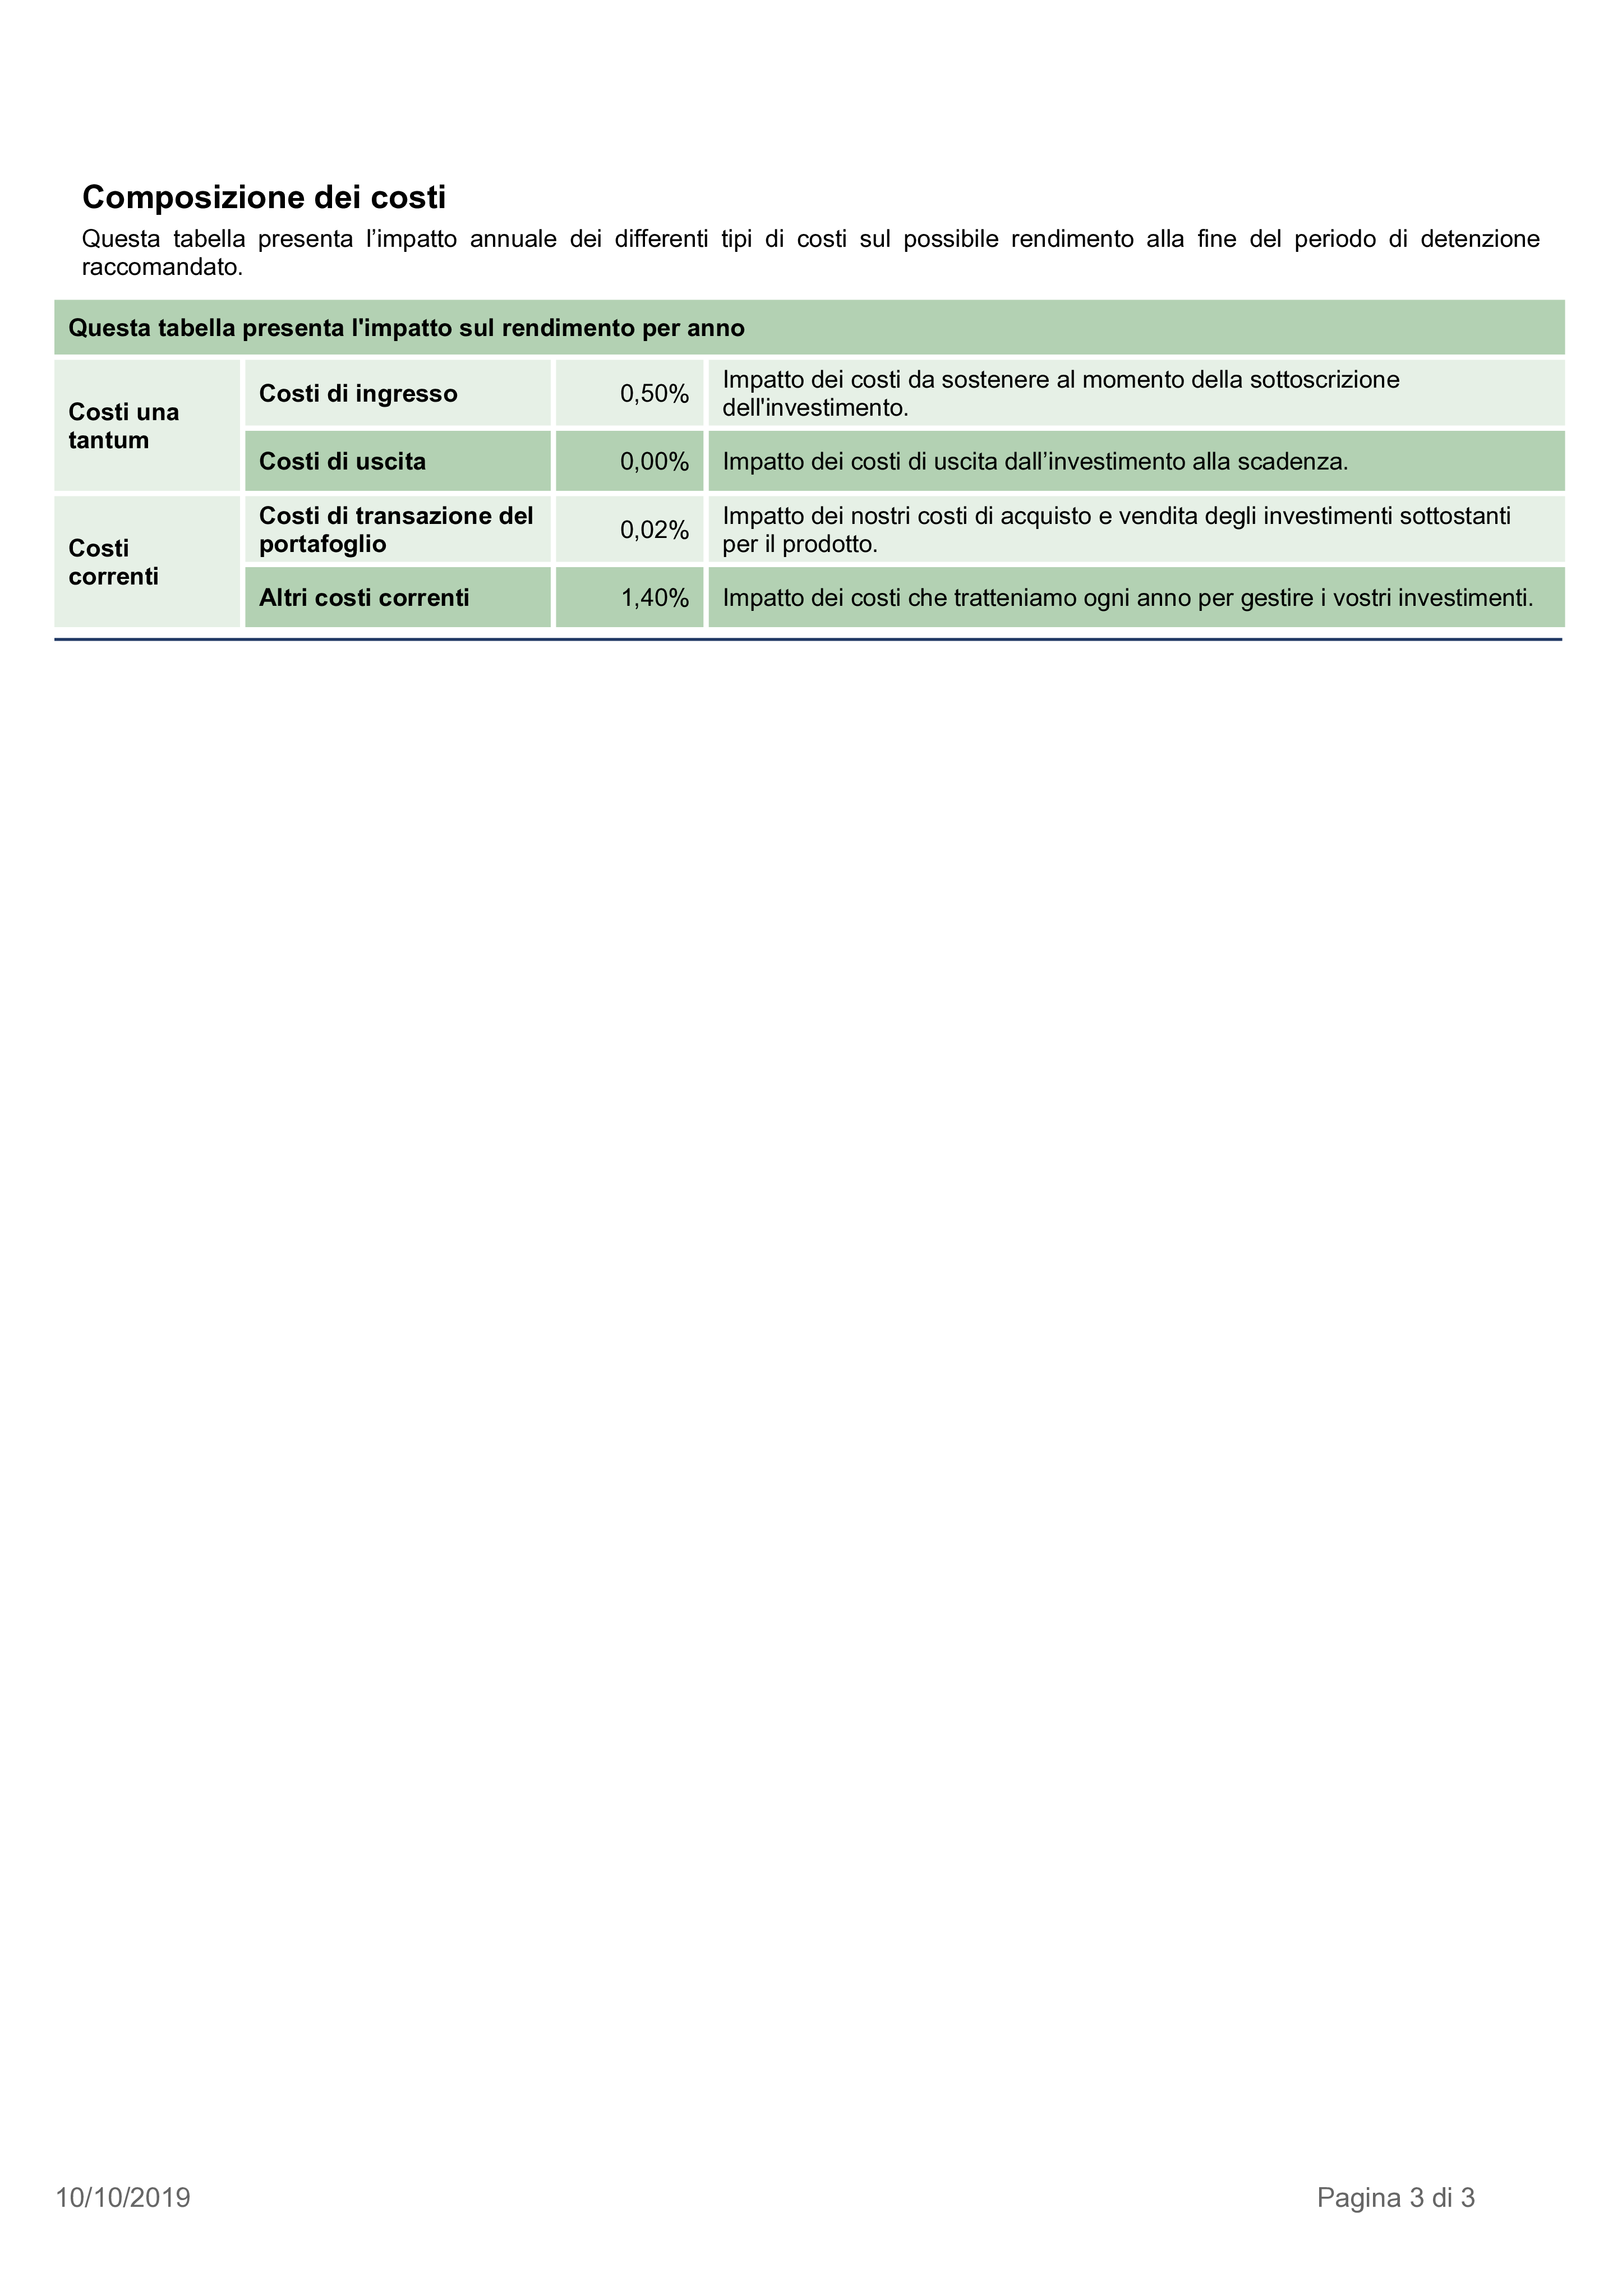 Composizione dei costi
Questa tabella presenta l’impatto annuale dei differenti tipi di costi sul possibile rendimento alla fine del periodo di detenzione
raccomandato.
Questa tabella presenta l'impatto sul rendimento per anno
Costi una
tantum
Costi di ingresso
0,50%
Impatto dei costi da sostenere al momento della sottoscrizione
dell'investimento.
Costi di uscita
0,00%
Impatto dei costi di uscita dall’investimento alla scadenza.
Costi
correnti
Costi di transazione del
portafoglio
0,02%
Impatto dei nostri costi di acquisto e vendita degli investimenti sottostanti
per il prodotto.
Altri costi correnti
1,40%
Impatto dei costi che tratteniamo ogni anno per gestire i vostri investimenti.
10/10/2019
Pagina 3 di 3